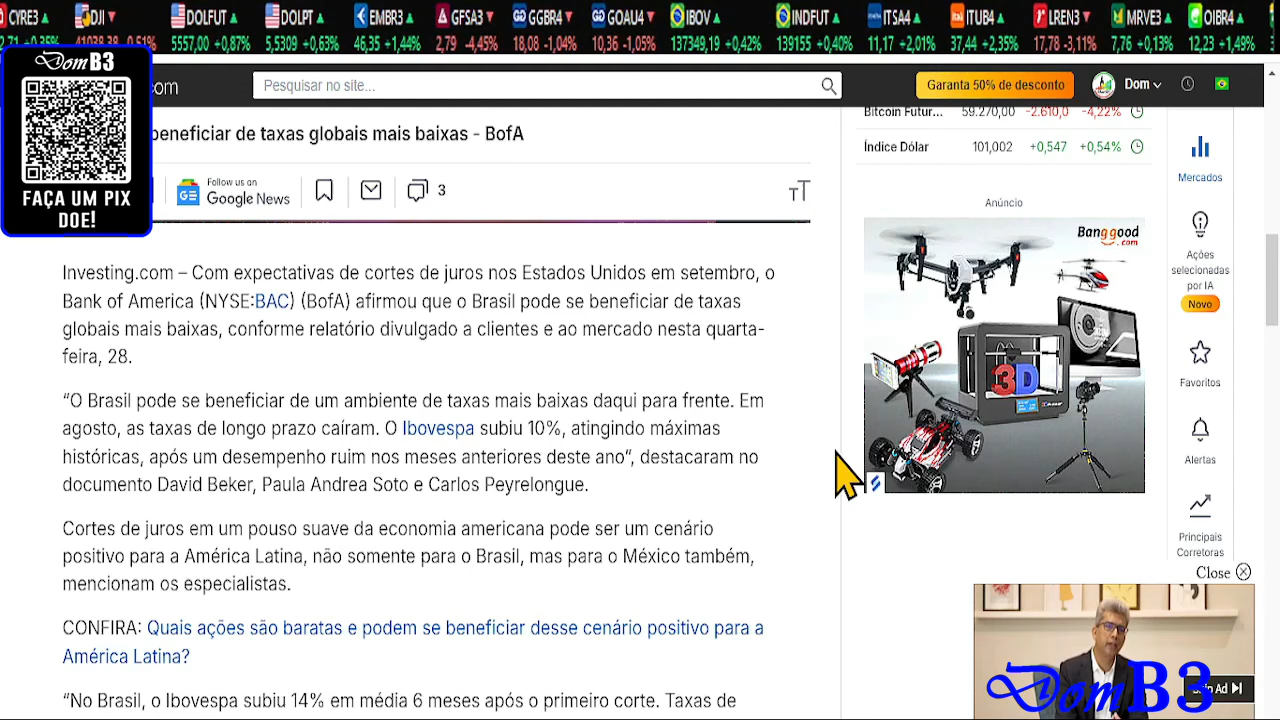 CYRE3▲ DJI▼ DOLFUT▲ DOLPT▲ EMBR3▲ GFSA3▼ GGBR4▼ GOAU4▼ IBOV▲ INDFUT▲ ITSA4▲ ITUB4▲ LREN3▼ MRVE3▲ OIBR4▲
+0,35% 41038,38 -0,51% 5557,00 +0,87% 5,5309 +0,63% 46,35 +1,44% 2,79 -4,45% 18,08 -1,04% 10,36 -1,05% 137349,19 +0,42% 139155 +0,40% 11,17 +2,01% 37,44 +2,35% 17,78 -3,11% 7,76 +0,13% 12,23 +1,49%
DomB3
FAÇA UM PIX
DOE!
com
Pesquisar no site...
Garanta 50% de desconto
Dom
beneficiar de taxas globais mais baixas - BofA
Follow us on
Google News
GE
3
TT
Bitcoin Futur... 59.270,00 -2.610,0 -4,22%
Índice Dólar 101,002 +0,547 +0,54%
Anúncio
Banggood
.com
3D
Mercados
Ações
selecionadas
por IA
Novo
Favoritos
Alertas
Principais
Corretoras
Investing.com – Com expectativas de cortes de juros nos Estados Unidos em setembro, o
Bank of America (NYSE:BAC) (BofA) afirmou que o Brasil pode se beneficiar de taxas
globais mais baixas, conforme relatório divulgado a clientes e ao mercado nesta quarta-
feira, 28.
“O Brasil pode se beneficiar de um ambiente de taxas mais baixas daqui para frente. Em
agosto, as taxas de longo prazo caíram. O Ibovespa subiu 10%, atingindo máximas
históricas, após um desempenho ruim nos meses anteriores deste ano“, destacaram no
documento David Beker, Paula Andrea Soto e Carlos Peyrelongue.
Cortes de juros em um pouso suave da economia americana pode ser um cenário
positivo para a América Latina, não somente para o Brasil, mas para o México também,
mencionam os especialistas.
CONFIRA: Quais ações são baratas e podem se beneficiar desse cenário positivo para a
América Latina?
“No Brasil, o Ibovespa subiu 14% em média 6 meses após o primeiro corte. Taxas de
Close
Ad
DomB3